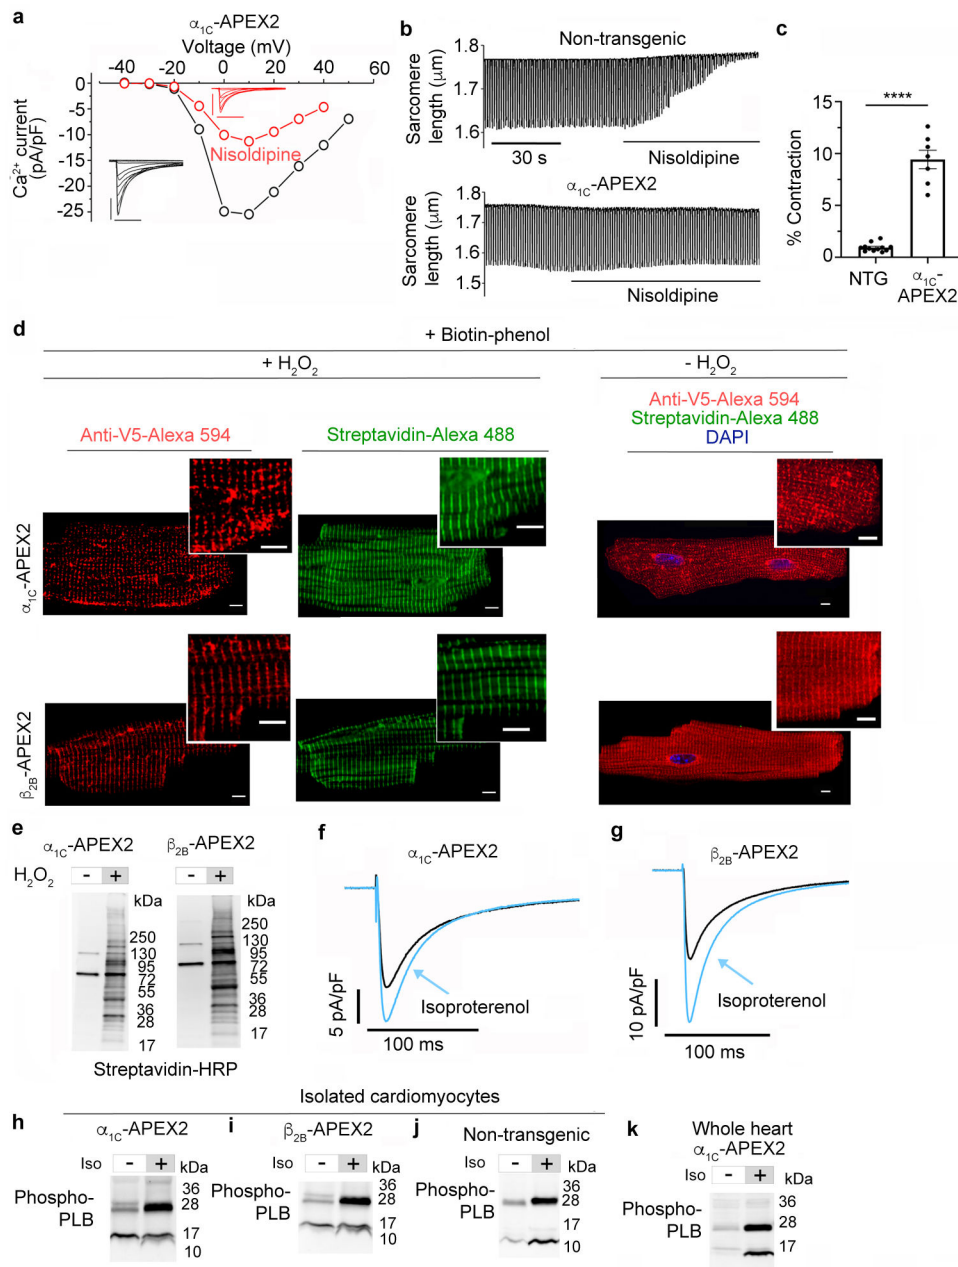 a
α1C-APEX2
Voltage (mV)
-40 -20 0 20 40 60
0
-5
-10
-15
-20
-25
Ca2+ current
(pA/pF)
Nisoldipine
b
Non-transgenic
1.8
1.7
1.6
Sarcomere
length (μm)
30 s
Nisoldipine
α1C-APEX2
1.8
1.7
1.6
1.5
Sarcomere
length (μm)
Nisoldipine
c
****
15
10
5
0
% Contraction
NTG
α1C-
APEX2
d
+ Biotin-phenol
+ H2O2
- H2O2
Anti-V5-Alexa 594
Streptavidin-Alexa 488
Anti-V5-Alexa 594
Streptavidin-Alexa 488
DAPI
α1C-APEX2
β2B-APEX2
e
α1C-APEX2
β2B-APEX2
H2O2
- +
- +
kDa
250
130
95
72
55
36
28
17
kDa
250
130
95
72
55
36
28
17
Streptavidin-HRP
f
α1C-APEX2
Isoproterenol
5 pA/pF
100 ms
g
β2B-APEX2
Isoproterenol
10 pA/pF
100 ms
Isolated cardiomyocytes
h
α1C-APEX2
Iso - + kDa
Phospho-
PLB
36
28
17
10
i
β2B-APEX2
Iso - + kDa
Phospho-
PLB
36
28
17
10
j
Non-transgenic
Iso - + kDa
Phospho-
PLB
36
28
17
10
k
Whole heart
α1C-APEX2
Iso - + kDa
Phospho-
PLB
36
28
17